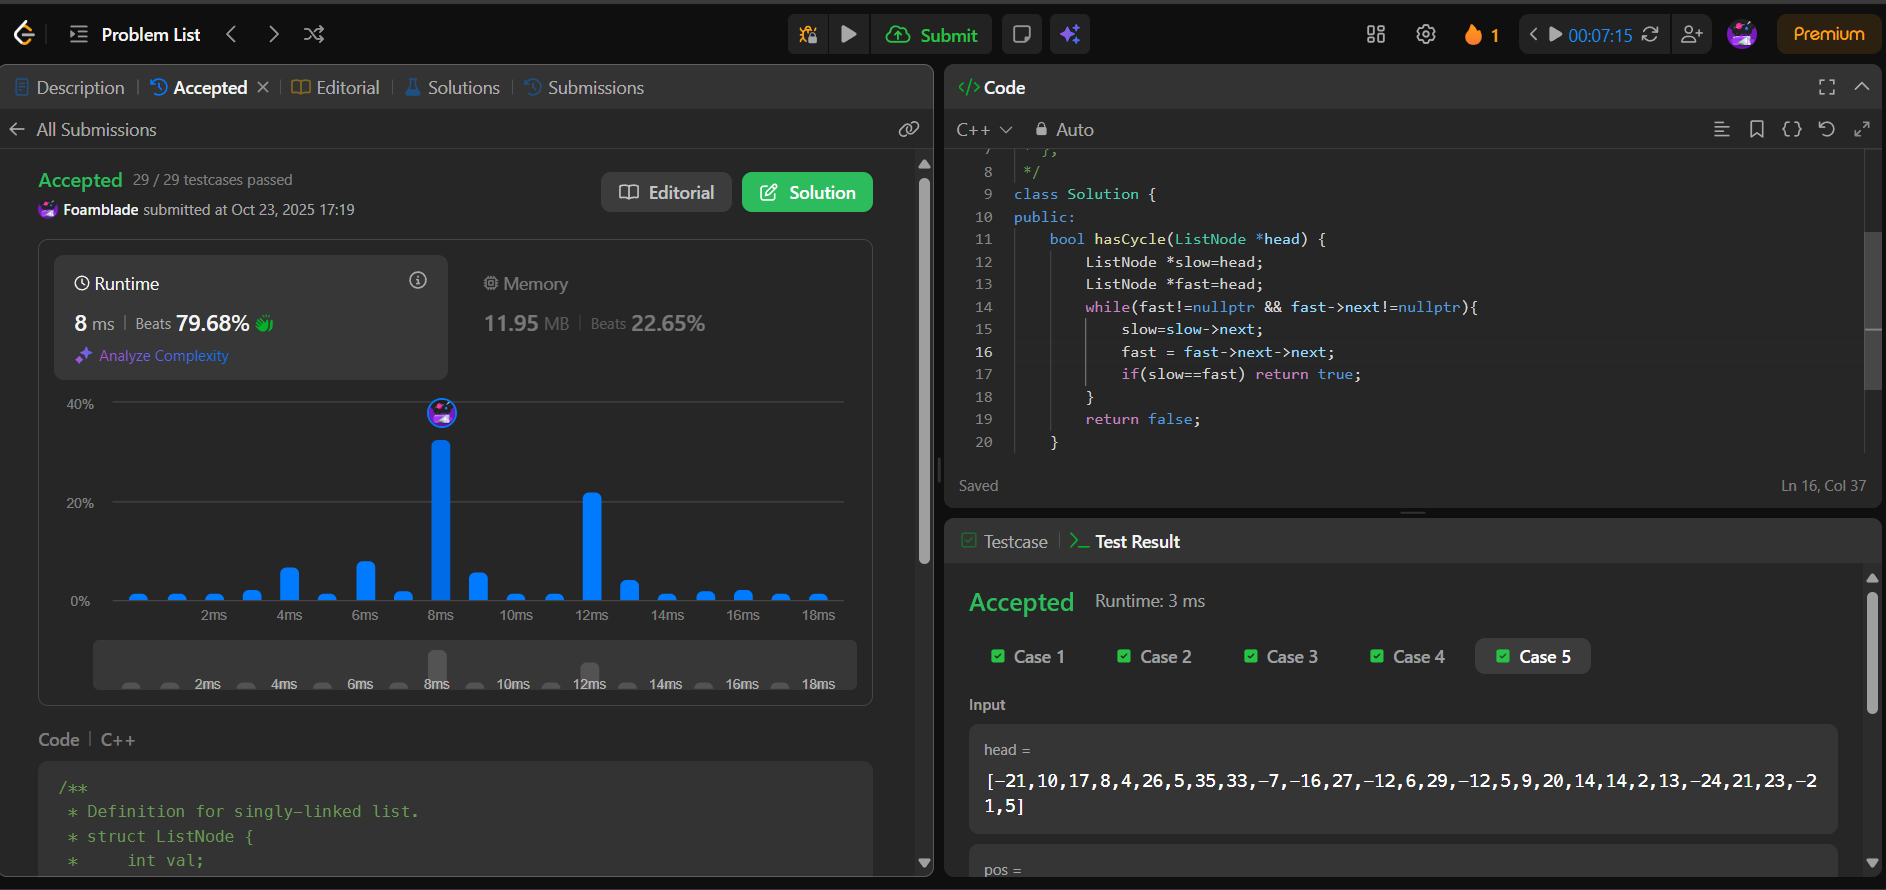 Problem List
Submit
1
00:07:15
Premium
Description
Accepted
Editorial
Solutions
Submissions
All Submissions
Accepted 29 / 29 testcases passed
Foamblade submitted at Oct 23, 2025 17:19
Editorial
Solution
Runtime
8 ms | Beats 79.68%
Analyze Complexity
Memory
11.95 MB | Beats 22.65%
40%
20%
0%
2ms 4ms 6ms 8ms 10ms 12ms 14ms 16ms 18ms
2ms 4ms 6ms 8ms 10ms 12ms 14ms 16ms 18ms
Code | C++
/**
* Definition for singly-linked list.
* struct ListNode {
*     int val;
</> Code
C++ Auto
7 * };
8 */
9 class Solution {
10 public:
11     bool hasCycle(ListNode *head) {
12         ListNode *slow=head;
13         ListNode *fast=head;
14         while(fast!=nullptr && fast->next!=nullptr){
15             slow=slow->next;
16             fast = fast->next->next;
17             if(slow==fast) return true;
18         }
19         return false;
20     }
Saved
Ln 16, Col 37
Testcase
Test Result
Accepted Runtime: 3 ms
Case 1
Case 2
Case 3
Case 4
Case 5
Input
head =
[-21,10,17,8,4,26,5,35,33,-7,-16,27,-12,6,29,-12,5,9,20,14,14,2,13,-24,21,23,-2
1,5]
pos =